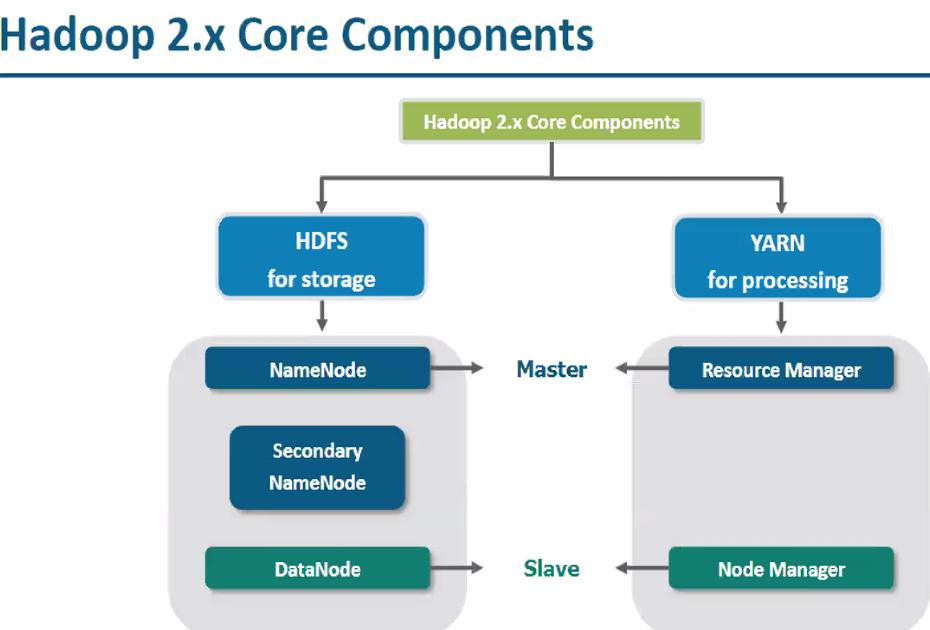 Hadoop 2.x Core Components
Hadoop 2.x Core Components
HDFS
for storage
YARN
for processing
NameNode
Master
Resource Manager
Secondary
NameNode
DataNode
Slave
Node Manager